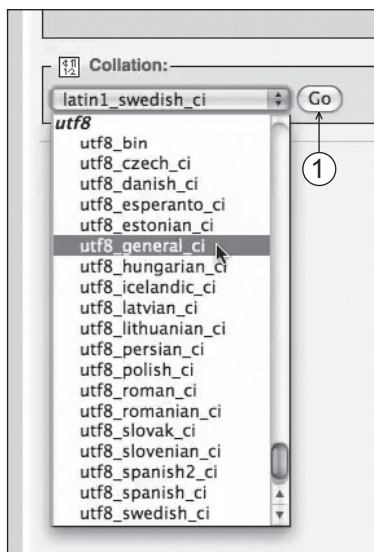 Collation:
latin1_swedish_ci Go
utf8
utf8_bin
utf8_czech_ci
utf8_danish_ci
utf8_esperanto_ci
utf8_estonian_ci
utf8_general_ci
utf8_hungarian_ci
utf8_icelandic_ci
utf8_latvian_ci
utf8_lithuanian_ci
utf8_persian_ci
utf8_polish_ci
utf8_roman_ci
utf8_romanian_ci
utf8_slovak_ci
utf8_slovenian_ci
utf8_spanish2_ci
utf8_spanish_ci
utf8_swedish_ci
1